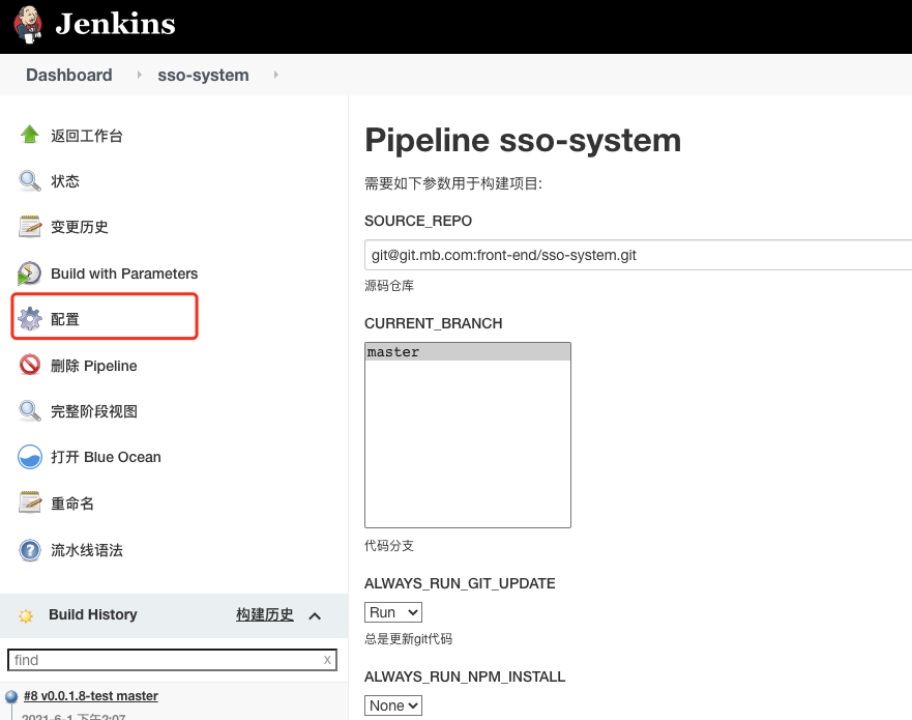 Jenkins
Dashboard
sso-system
返回工作台
状态
变更历史
Build with Parameters
配置
删除 Pipeline
完整阶段视图
打开 Blue Ocean
重命名
流水线语法
Build History
构建历史
find
x
#8 v0.0.1.8-test master
2021-6-1 下午2:07
Pipeline sso-system
需要如下参数用于构建项目:
SOURCE_REPO
git@git.mb.com:front-end/sso-system.git
源码仓库
CURRENT_BRANCH
master
代码分支
ALWAYS_RUN_GIT_UPDATE
Run
总是更新git代码
ALWAYS_RUN_NPM_INSTALL
None